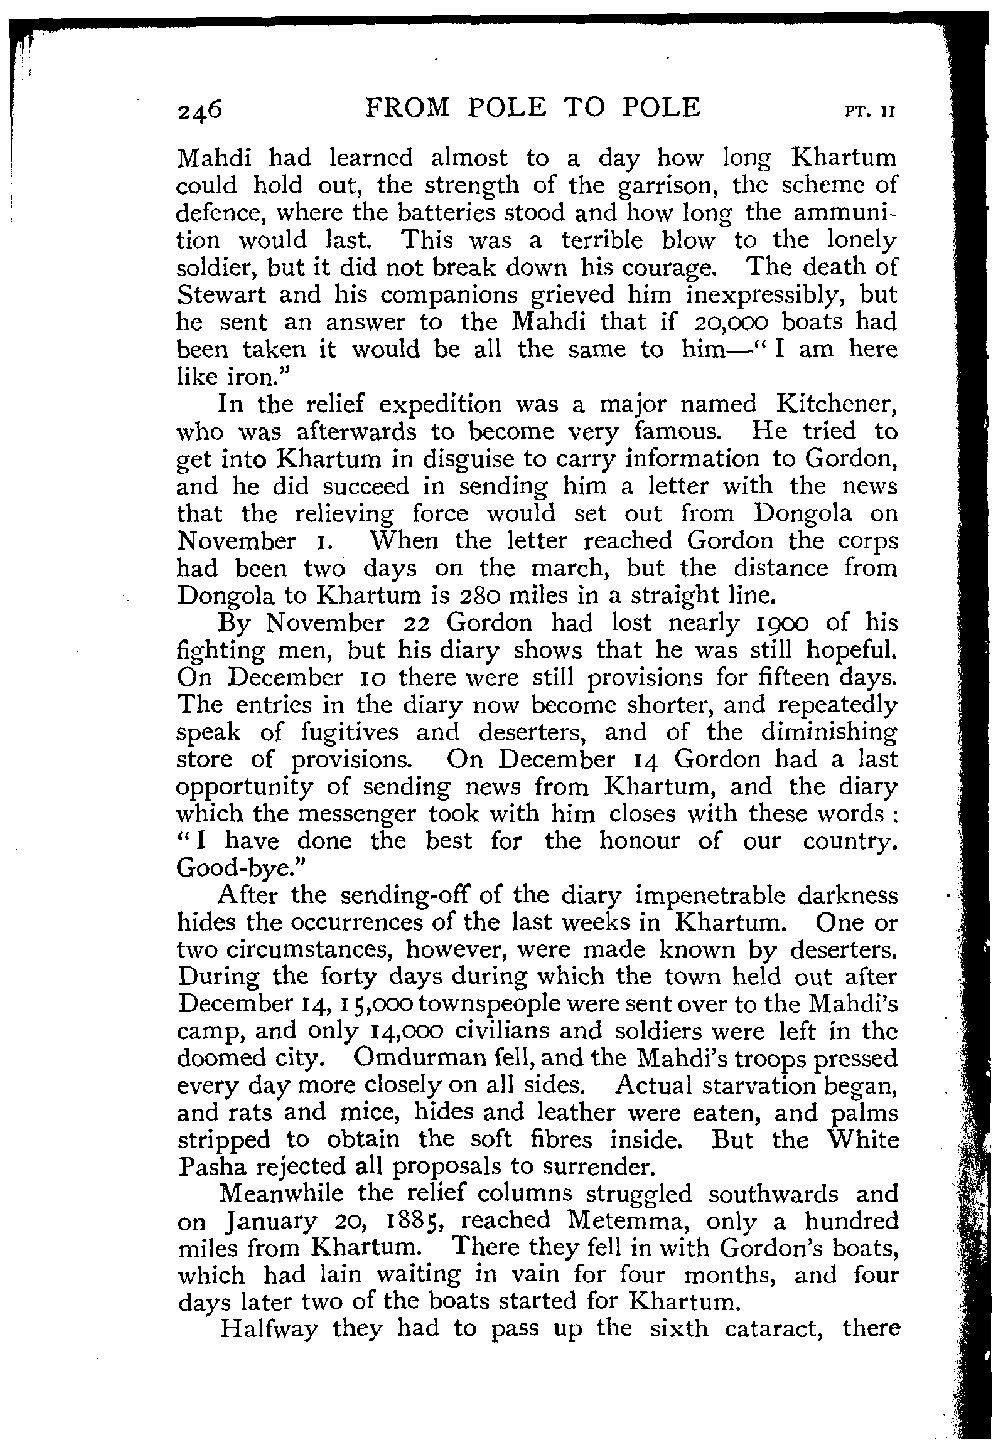 246 FROM POLE TO POLE PT. II
Mahdi had learned almost to a day how long Khartum
could hold out, the strength of the garrison, the scheme of
defence, where the batteries stood and how long the ammuni-
tion would last. This was a terrible blow to the lonely
soldier, but it did not break down his courage. The death of
Stewart and his companions grieved him inexpressibly, but
he sent an answer to the Mahdi that if 20,000 boats had
been taken it would be all the same to him—“I am here
like iron.”
In the relief expedition was a major named Kitchener,
who was afterwards to become very famous. He tried to
get into Khartum in disguise to carry information to Gordon,
and he did succeed in sending him a letter with the news
that the relieving force would set out from Dongola on
November 1. When the letter reached Gordon the corps
had been two days on the march, but the distance from
Dongola to Khartum is 280 miles in a straight line.
By November 22 Gordon had lost nearly 1900 of his
fighting men, but his diary shows that he was still hopeful.
On December 10 there were still provisions for fifteen days.
The entries in the diary now become shorter, and repeatedly
speak of fugitives and deserters, and of the diminishing
store of provisions. On December 14 Gordon had a last
opportunity of sending news from Khartum, and the diary
which the messenger took with him closes with these words:
“I have done the best for the honour of our country.
Good-bye.”
After the sending-off of the diary impenetrable darkness
hides the occurrences of the last weeks in Khartum. One or
two circumstances, however, were made known by deserters.
During the forty days during which the town held out after
December 14, 15,000 townspeople were sent over to the Mahdi’s
camp, and only 14,000 civilians and soldiers were left in the
doomed city. Omdurman fell, and the Mahdi’s troops pressed
every day more closely on all sides. Actual starvation began,
and rats and mice, hides and leather were eaten, and palms
stripped to obtain the soft fibres inside. But the White
Pasha rejected all proposals to surrender.
Meanwhile the relief columns struggled southwards and
on January 20, 1885, reached Metemma, only a hundred
miles from Khartum. There they fell in with Gordon’s boats,
which had lain waiting in vain for four months, and four
days later two of the boats started for Khartum.
Halfway they had to pass up the sixth cataract, there